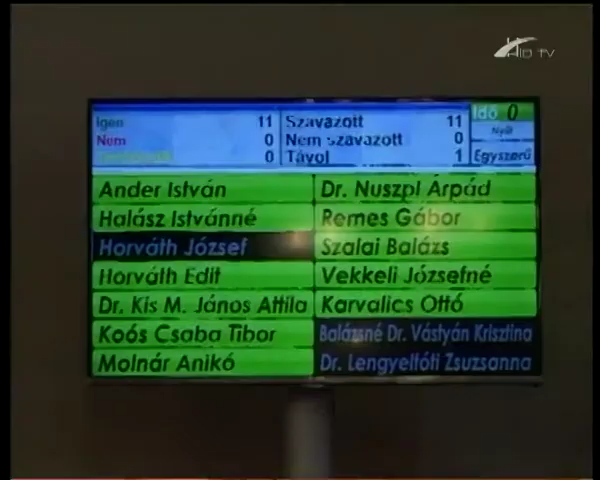 Híd TV
Igen 11
Nem 0
0
Szavazott 11
Nem szavazott 0
Távol 1
Idő 0
Nyílt
Egyszerű
Ander István
Halász Istvánné
Horváth József
Horváth Edit
Dr. Kis M. János Attila
Koós Csaba Tibor
Molnár Anikó
Dr. Nuszpl Árpád
Remes Gábor
Szalai Balázs
Vekkeli Józsefné
Karvalics Ottó
Balázsné Dr. Vástyán Krisztina
Dr. Lengyelfóti Zsuzsanna